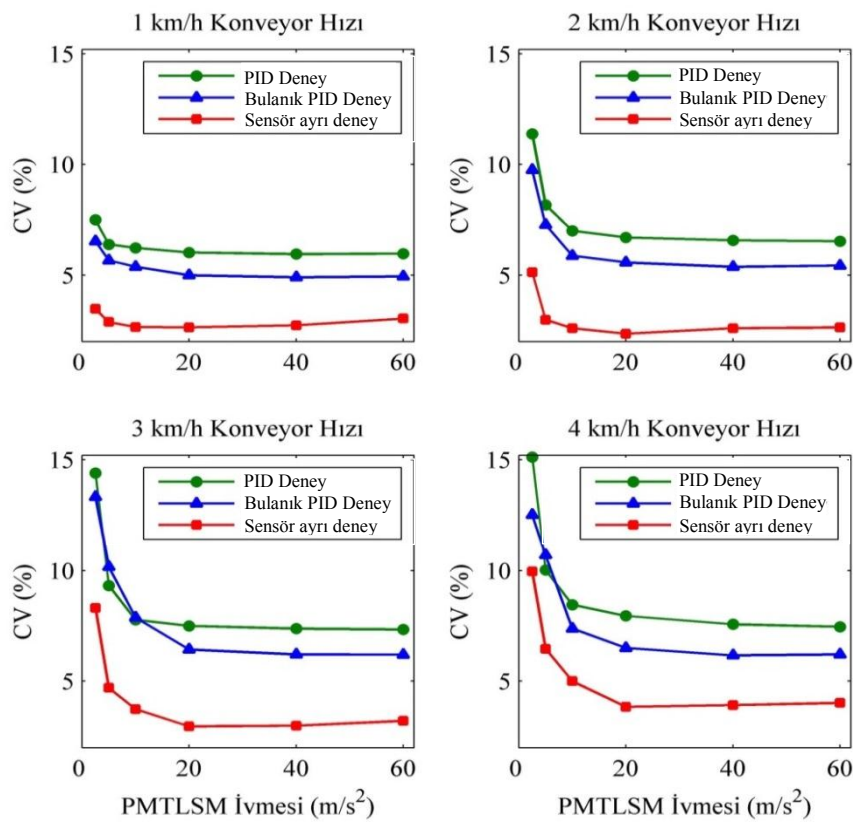 1 km/h Konveyor Hızı
15
10
5
0 20 40 60
CV (%)
PID Deney
Bulanık PID Deney
Sensör ayrı deney
2 km/h Konveyor Hızı
15
10
5
0 20 40 60
CV (%)
PID Deney
Bulanık PID Deney
Sensör ayrı deney
3 km/h Konveyor Hızı
15
10
5
0 20 40 60
CV (%)
PID Deney
Bulanık PID Deney
Sensör ayrı deney
PMTLSM İvmesi (m/s²)
4 km/h Konveyor Hızı
15
10
5
0 20 40 60
CV (%)
PID Deney
Bulanık PID Deney
Sensör ayrı deney
PMTLSM İvmesi (m/s²)